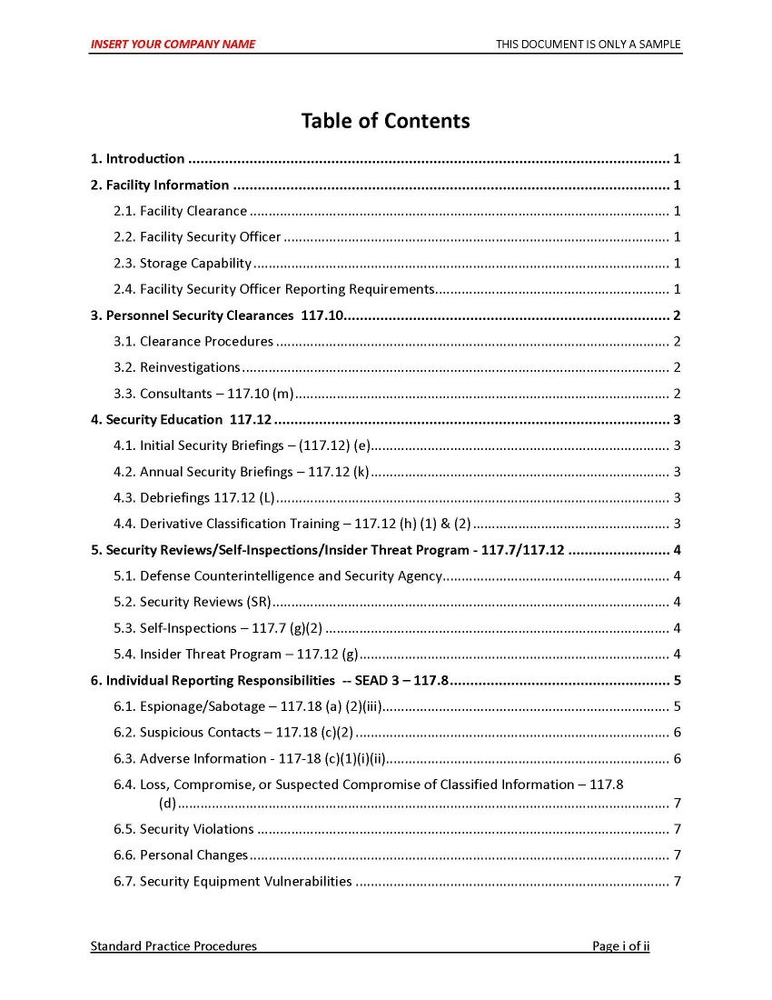 INSERT YOUR COMPANY NAME THIS DOCUMENT IS ONLY A SAMPLE
Table of Contents
1. Introduction ........................................................................................................................... 1
2. Facility Information ................................................................................................................ 1
2.1. Facility Clearance ............................................................................................................... 1
2.2. Facility Security Officer ...................................................................................................... 1
2.3. Storage Capability .............................................................................................................. 1
2.4. Facility Security Officer Reporting Requirements.............................................................. 1
3. Personnel Security Clearances  117.10..................................................................................... 2
3.1. Clearance Procedures ........................................................................................................ 2
3.2. Reinvestigations ................................................................................................................. 2
3.3. Consultants – 117.10 (m)................................................................................................... 2
4. Security Education  117.12 ....................................................................................................... 3
4.1. Initial Security Briefings – (117.12) (e)............................................................................... 3
4.2. Annual Security Briefings – 117.12 (k)............................................................................... 3
4.3. Debriefings 117.12 (L)........................................................................................................ 3
4.4. Derivative Classification Training – 117.12 (h) (1) & (2) .................................................... 3
5. Security Reviews/Self-Inspections/Insider Threat Program - 117.7/117.12 .......................... 4
5.1. Defense Counterintelligence and Security Agency............................................................ 4
5.2. Security Reviews (SR)......................................................................................................... 4
5.3. Self-Inspections – 117.7 (g)(2) ........................................................................................... 4
5.4. Insider Threat Program – 117.12 (g).................................................................................. 4
6. Individual Reporting Responsibilities  -- SEAD 3 – 117.8......................................................... 5
6.1. Espionage/Sabotage – 117.18 (a) (2)(iii)............................................................................ 5
6.2. Suspicious Contacts – 117.18 (c)(2) ................................................................................... 6
6.3. Adverse Information - 117-18 (c)(1)(i)(ii)........................................................................... 6
6.4. Loss, Compromise, or Suspected Compromise of Classified Information – 117.8
(d)................................................................................................................................. 7
6.5. Security Violations ............................................................................................................. 7
6.6. Personal Changes............................................................................................................... 7
6.7. Security Equipment Vulnerabilities ................................................................................... 7
Standard Practice Procedures Page i of ii